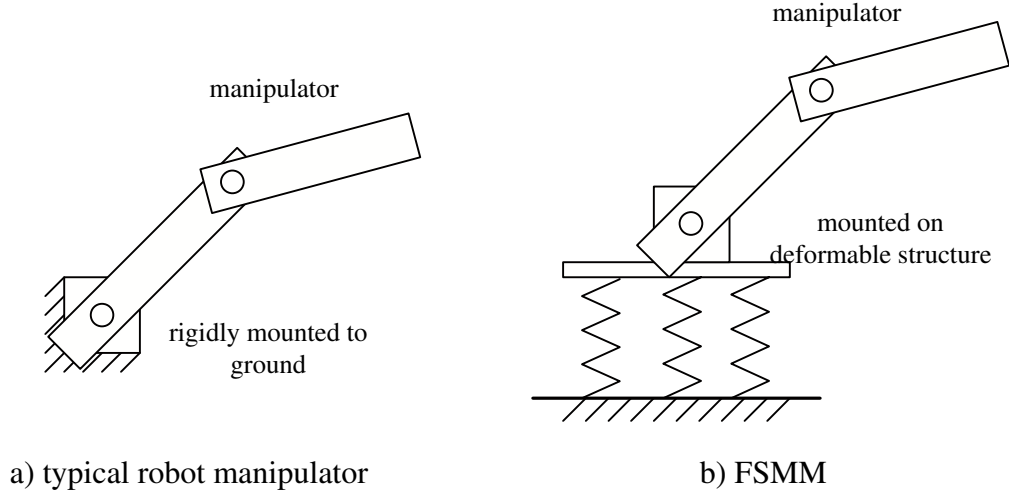 manipulator
rigidly mounted to
ground
a) typical robot manipulator
manipulator
mounted on
deformable structure
b) FSMM